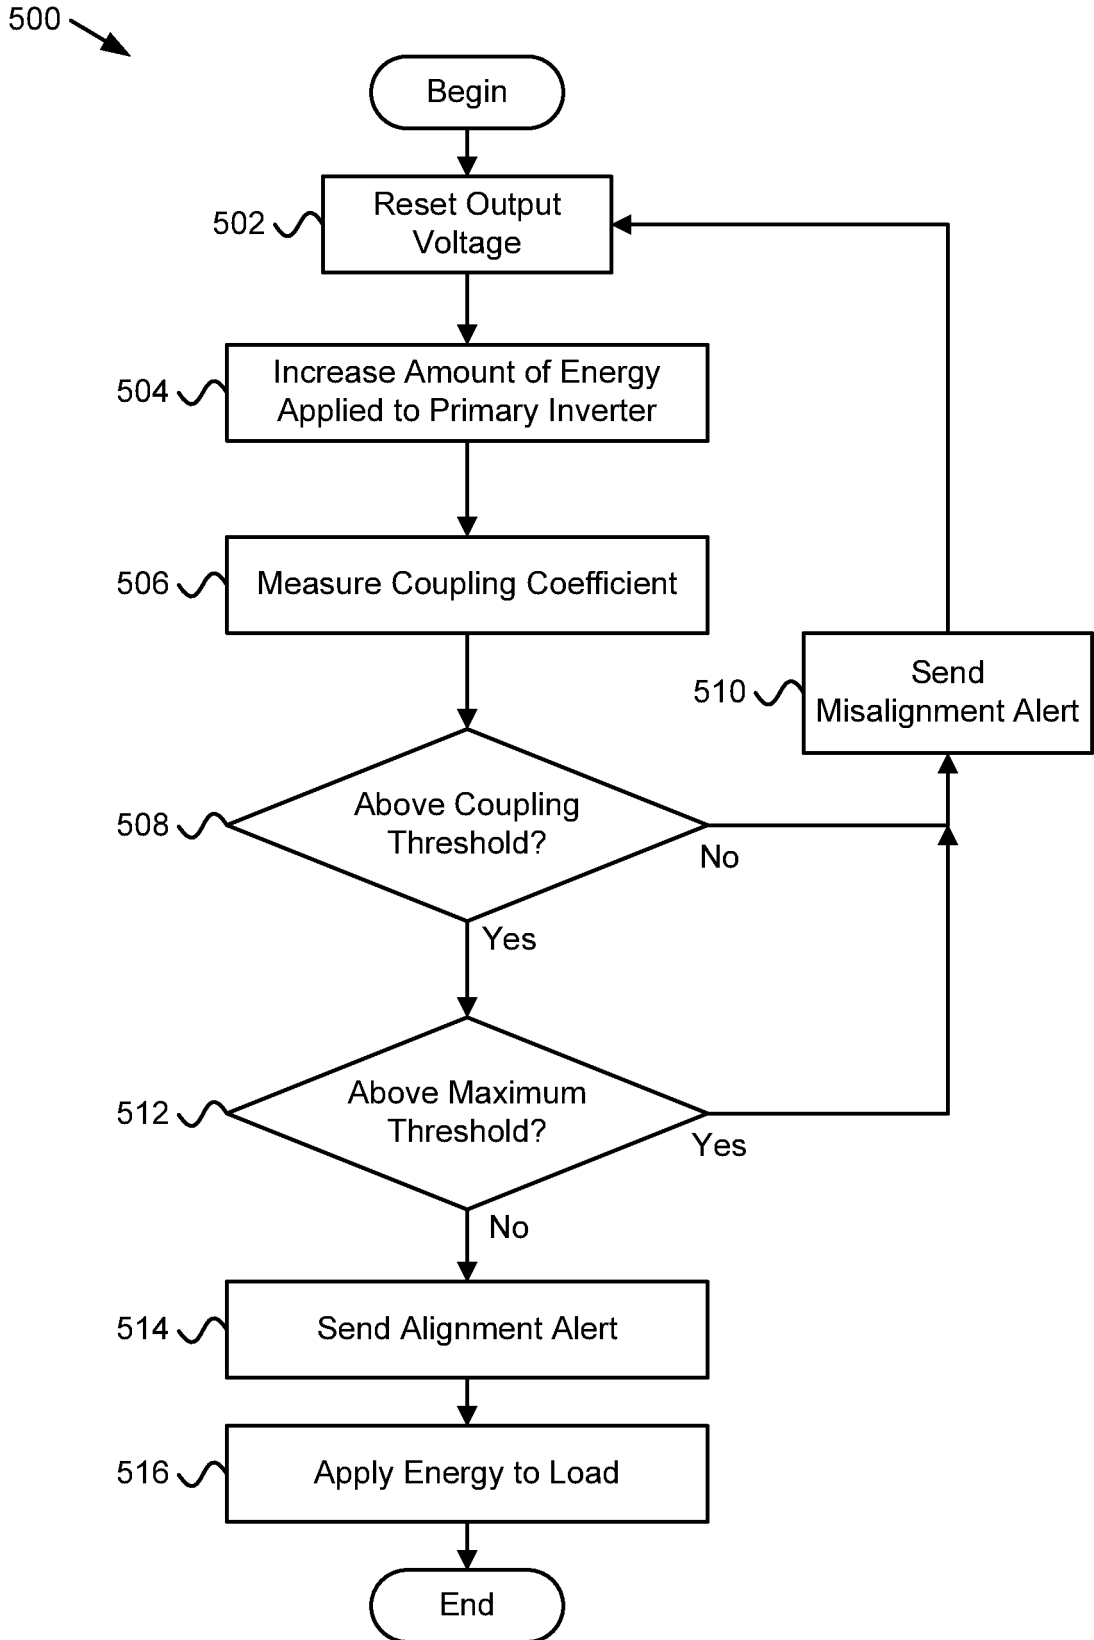 500
Begin
502
Reset Output
Voltage
504
Increase Amount of Energy
Applied to Primary Inverter
506
Measure Coupling Coefficient
510
Send
Misalignment Alert
508
Above Coupling
Threshold?
No
Yes
512
Above Maximum
Threshold?
Yes
No
514
Send Alignment Alert
516
Apply Energy to Load
End